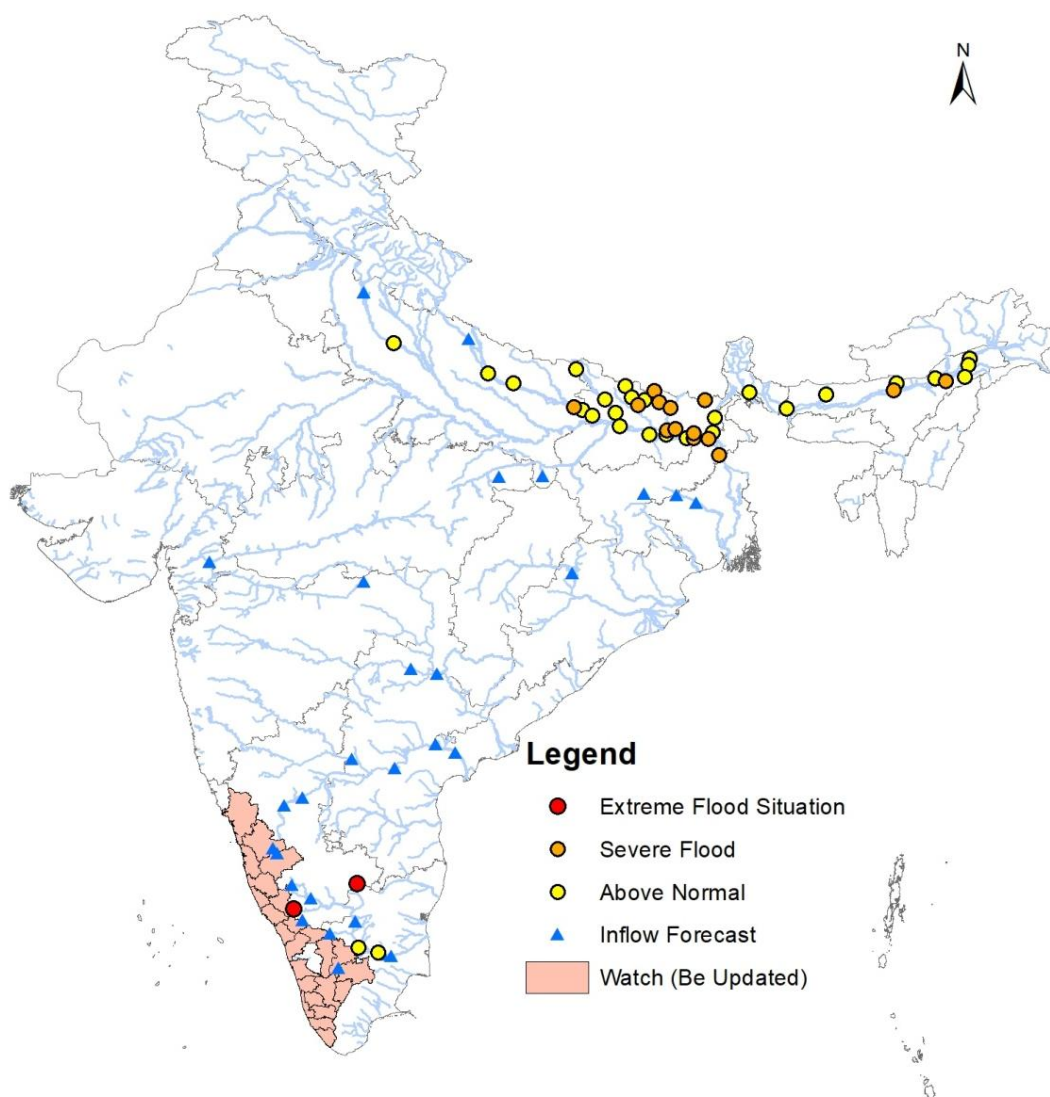 N
Legend
Extreme Flood Situation
Severe Flood
Above Normal
Inflow Forecast
Watch (Be Updated)